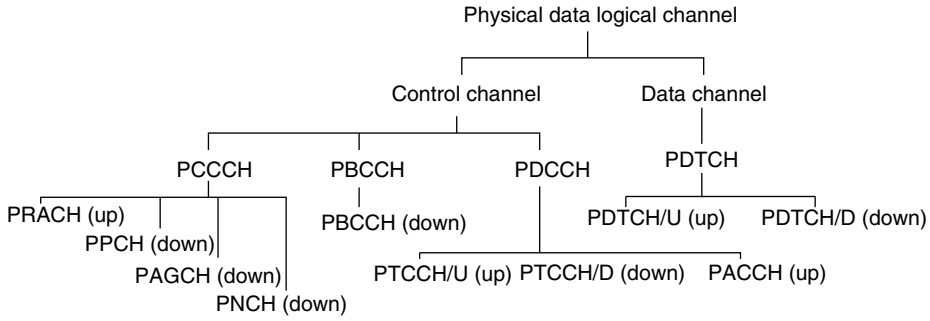 Physical data logical channel
Control channel Data channel
PCCCH PBCCH PDCCH PDTCH
PRACH (up) PBCCH (down) PDTCH/U (up) PDTCH/D (down)
PPCH (down)
PAGCH (down) PTCCH/U (up) PTCCH/D (down) PACCH (up)
PNCH (down)